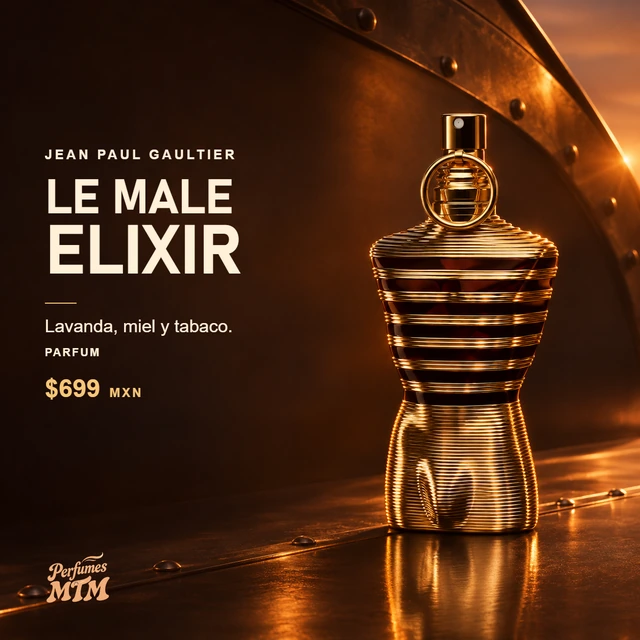 JEAN PAUL GAULTIER
LE MALE
ELIXIR
Lavanda, miel y tabaco.
PARFUM
$699 MXN
Perfumes
MTM